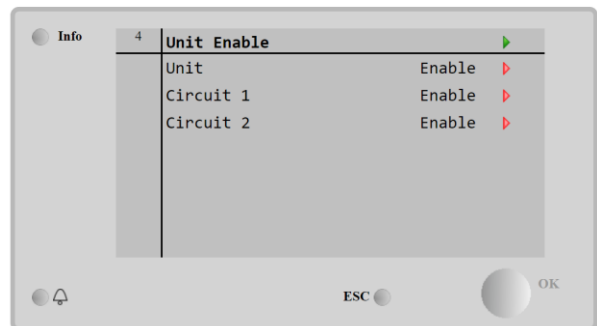 Info
4 Unit Enable
Unit Enable
Circuit 1 Enable
Circuit 2 Enable
ESC OK